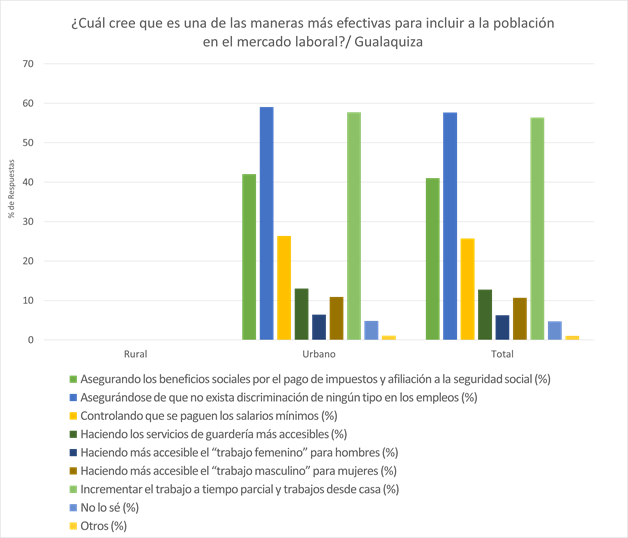 ¿Cuál cree que es una de las maneras más efectivas para incluir a la población
en el mercado laboral?/ Gualaquiza
70
60
50
40
30
20
10
0
% de Respuestas
Rural Urbano Total
Asegurando los beneficios sociales por el pago de impuestos y afiliación a la seguridad social (%)
Asegurándose de que no exista discriminación de ningún tipo en los empleos (%)
Controlando que se paguen los salarios mínimos (%)
Haciendo los servicios de guardería más accesibles (%)
Haciendo más accesible el “trabajo femenino” para hombres (%)
Haciendo más accesible el “trabajo masculino” para mujeres (%)
Incrementar el trabajo a tiempo parcial y trabajos desde casa (%)
No lo sé (%)
Otros (%)